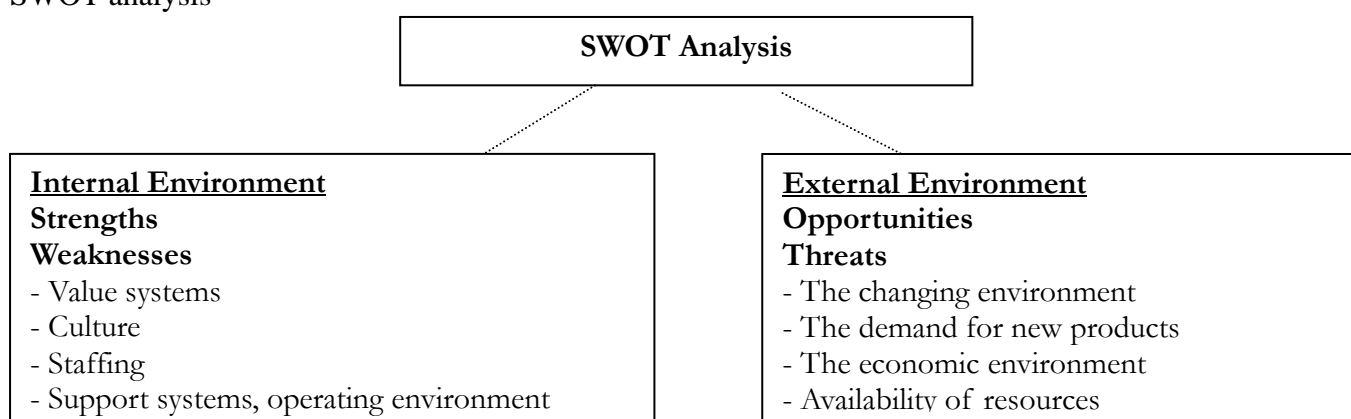 SWOT analysis
SWOT Analysis
Internal Environment
Strengths
Weaknesses
- Value systems
- Culture
- Staffing
- Support systems, operating environment
External Environment
Opportunities
Threats
- The changing environment
- The demand for new products
- The economic environment
- Availability of resources